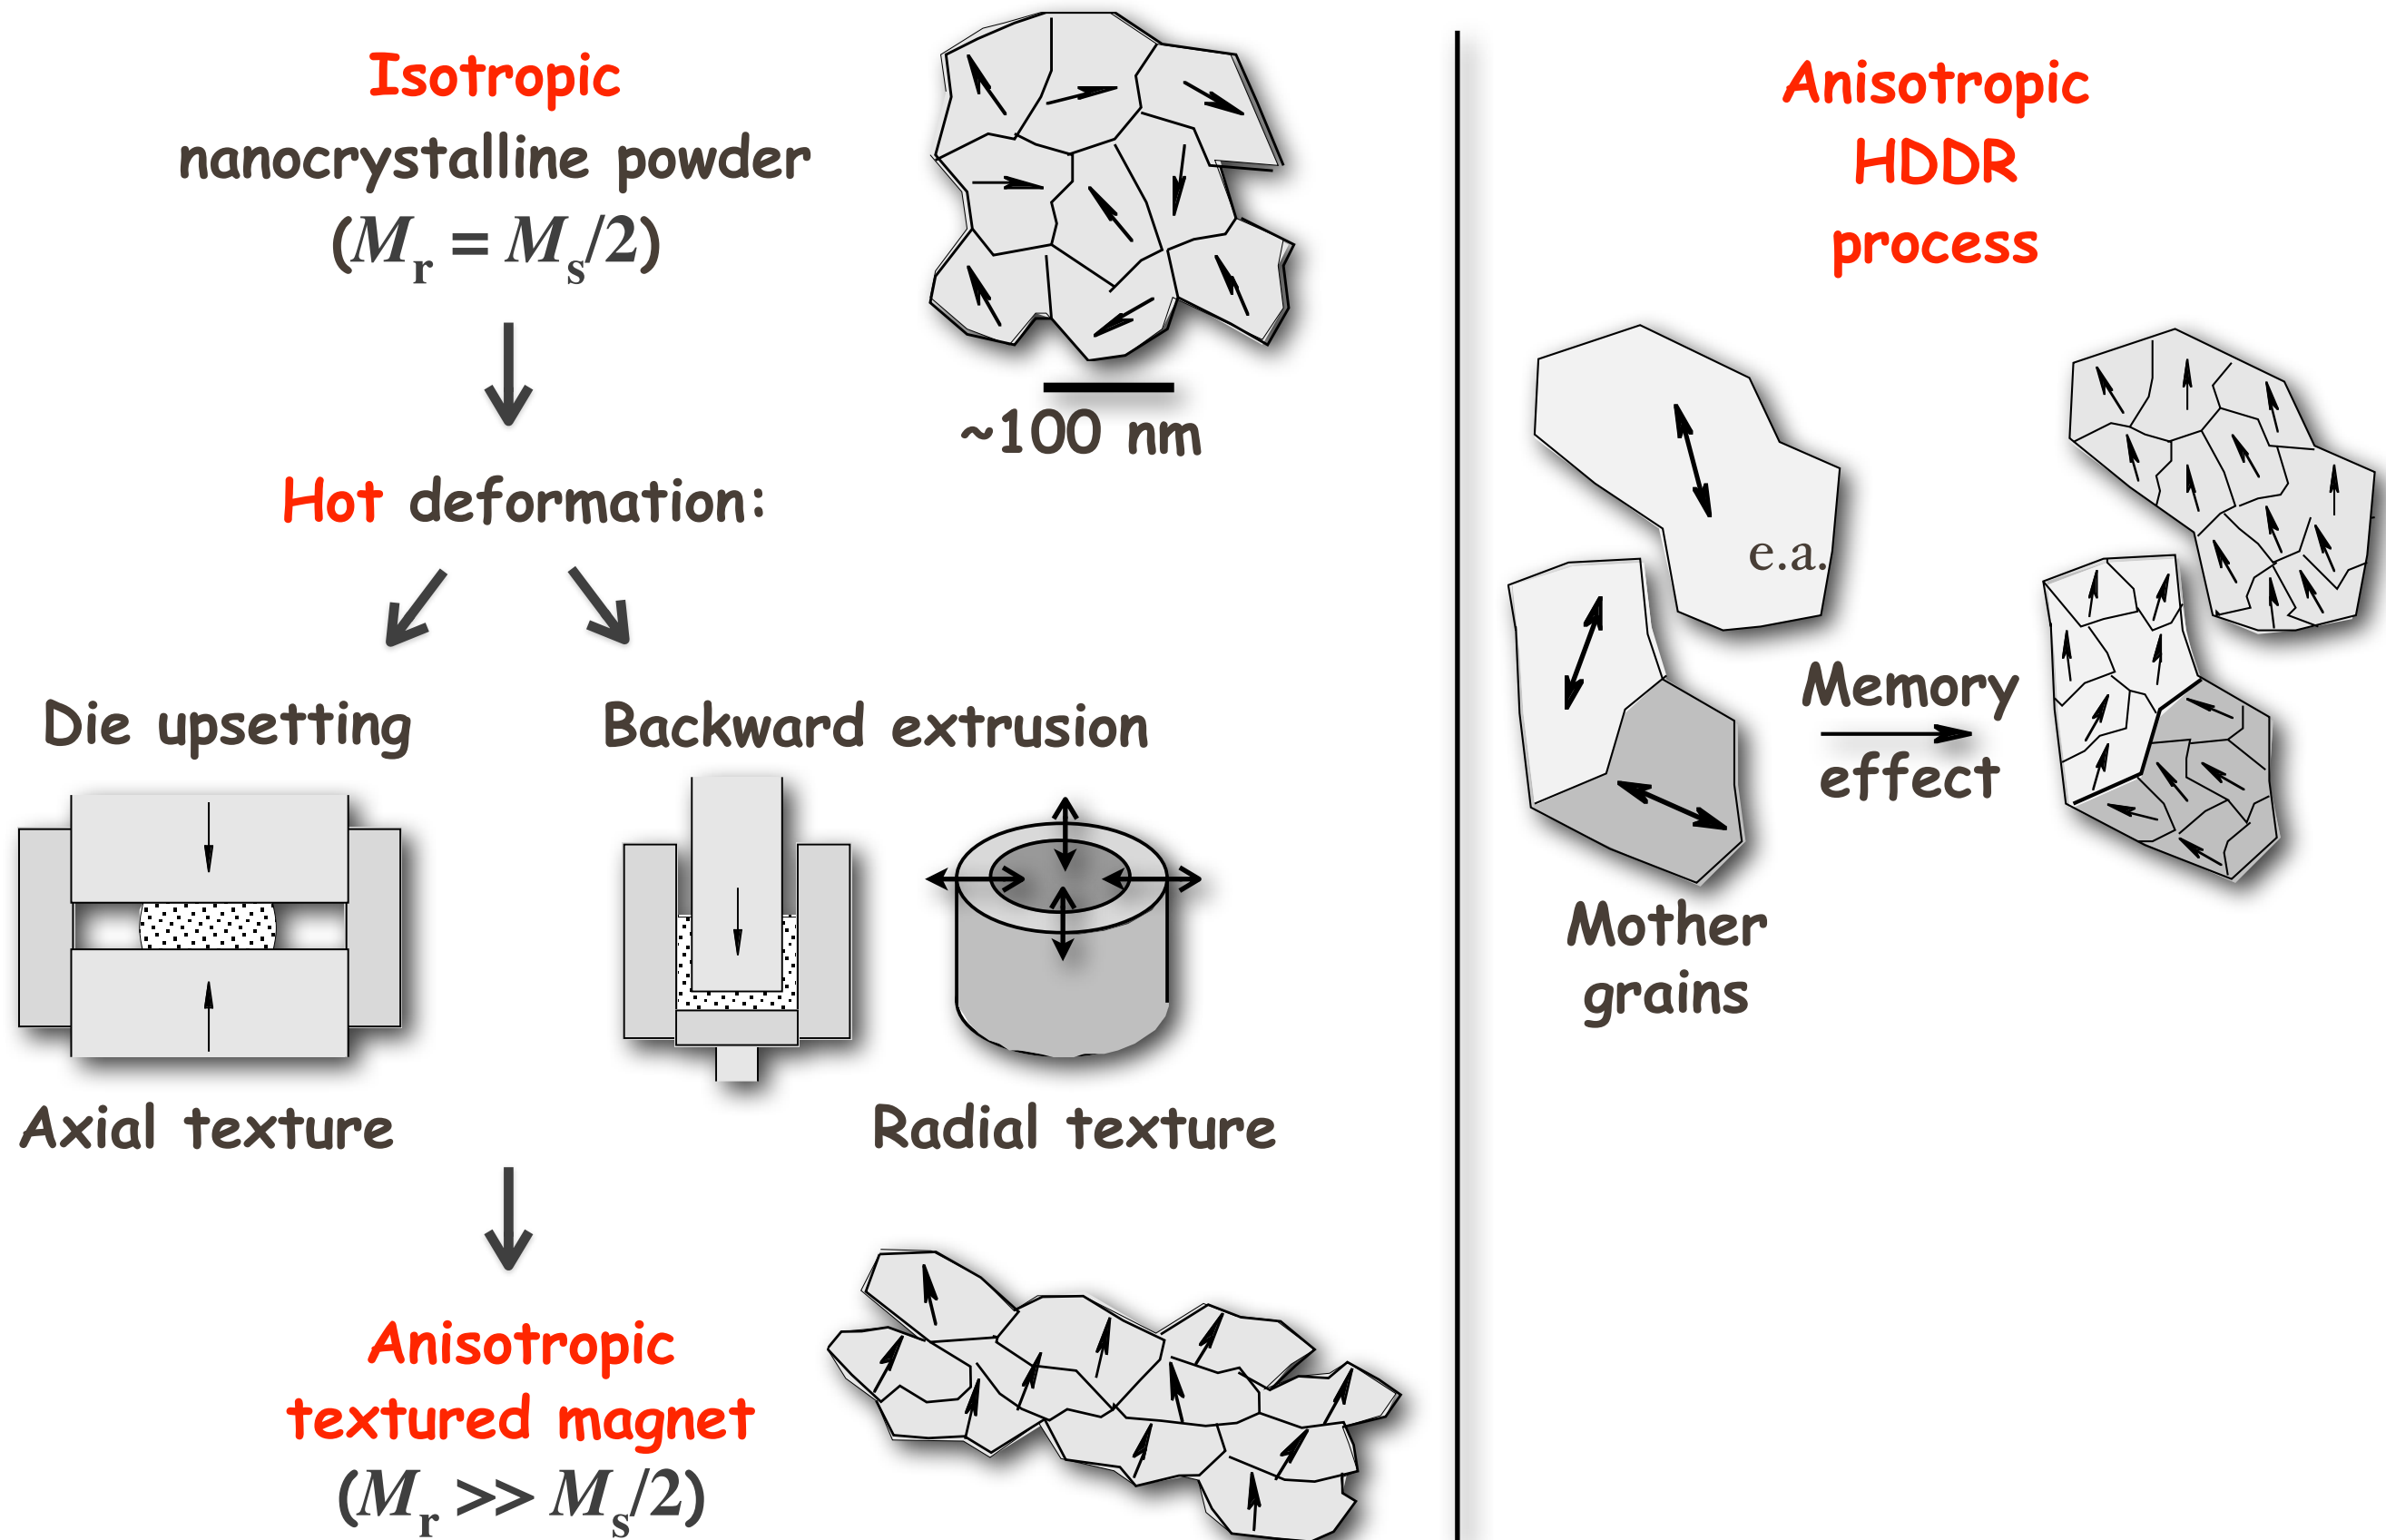 Isotropic
nanocrystalline powder
(Mr = Ms/2)
~100 nm
Hot deformation:
Die upsetting
Backward extrusion
Axial texture
Radial texture
Anisotropic
textured magnet
(Mr >> Ms/2)
Anisotropic
HDDR
process
e.a.
Memory
effect
Mother
grains